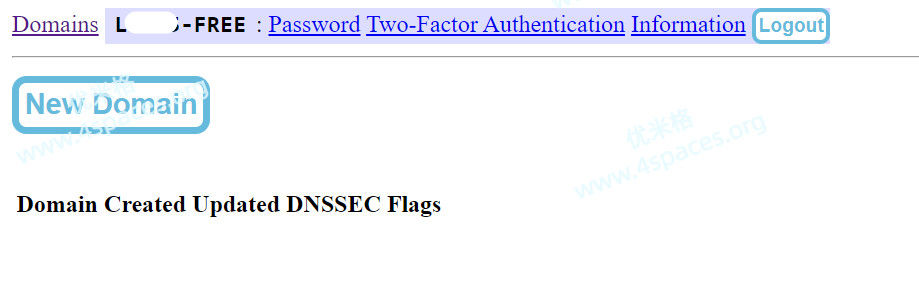 Domains L S-FREE : Password Two-Factor Authentication Information Logout
New Domain
优米格
www.4spaces.org
优米格
www.4spaces.org
Domain Created Updated DNSSEC Flags